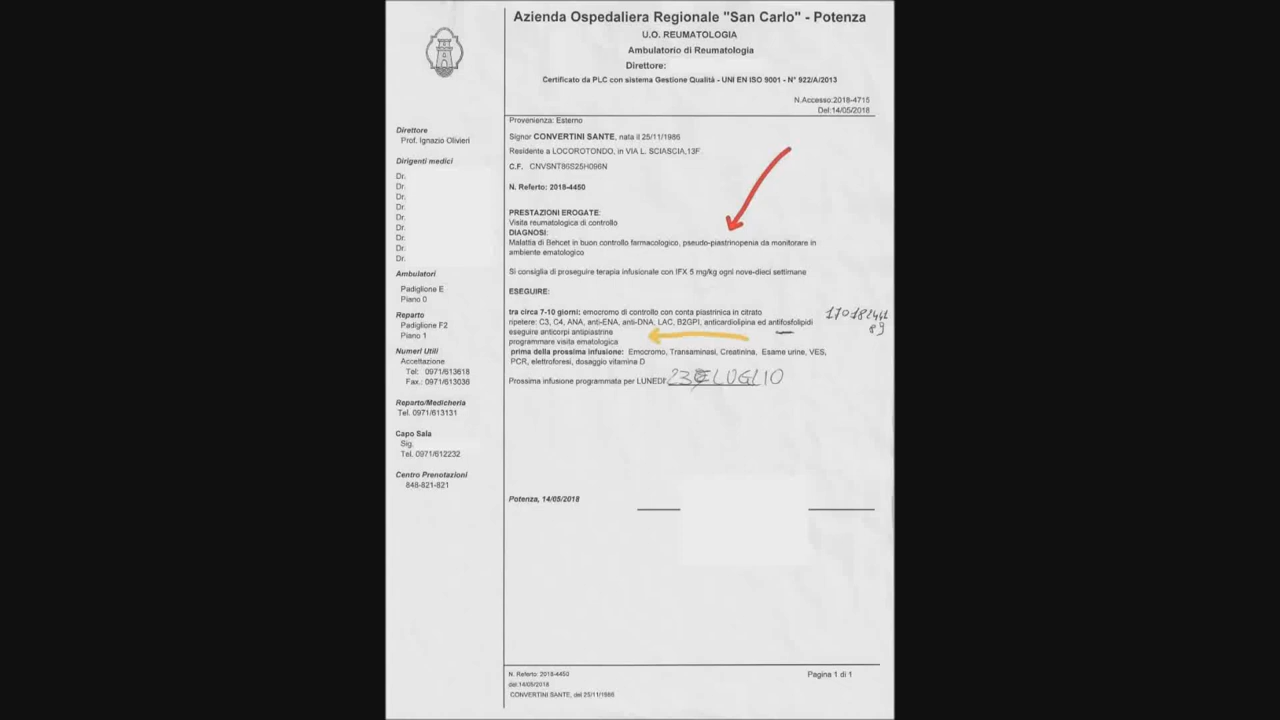 Azienda Ospedaliera Regionale "San Carlo" - Potenza
U.O. REUMATOLOGIA
Ambulatorio di Reumatologia
Direttore:
Certificato da PLC con sistema Gestione Qualità - UNI EN ISO 9001 - N° 922/A/2013
N.Accesso:2018-4715
Del:14/05/2018
Direttore
Prof. Ignazio Olivieri
Dirigenti medici
Dr.
Dr.
Dr.
Dr.
Dr.
Dr.
Dr.
Dr.
Dr.
Ambulatori
Padiglione E
Piano 0
Reparto
Padiglione F2
Piano 1
Numeri Utili
Accettazione
Tel: 0971/613618
Fax.: 0971/613036
Reparto/Medicheria
Tel. 0971/613131
Capo Sala
Sig.
Tel. 0971/612232
Centro Prenotazioni
848-821-821
Provenienza: Esterno
Signor CONVERTINI SANTE, nata il 25/11/1986
Residente a LOCOROTONDO, in VIA L. SCIASCIA,13F
C.F. CNVSNT86S25H096N
N. Referto: 2018-4450
PRESTAZIONI EROGATE:
Visita reumatologica di controllo
DIAGNOSI:
Malattia di Behcet in buon controllo farmacologico, pseudo-piastrinopenia da monitorare in
ambiente ematologico
Si consiglia di proseguire terapia infusionale con IFX 5 mg/kg ogni nove-dieci settimane
ESEGUIRE:
tra circa 7-10 giorni: emocromo di controllo con conta piastrinica in citrato
ripetere: C3, C4, ANA, anti-ENA, anti-DNA, LAC, B2GPI, anticardiolipina ed antifosfolipidi
eseguire anticorpi antipiastrine
programmare visita ematologica
prima della prossima infusione: Emocromo, Transaminasi, Creatinina, Esame urine, VES,
PCR, elettroforesi, dosaggio vitamina D
Prossima infusione programmata per LUNEDI' 23 LUGLIO
89
Potenza, 14/05/2018
N. Referto: 2018-4450
del:14/05/2018
CONVERTINI SANTE, del 25/11/1986
Pagina 1 di 1